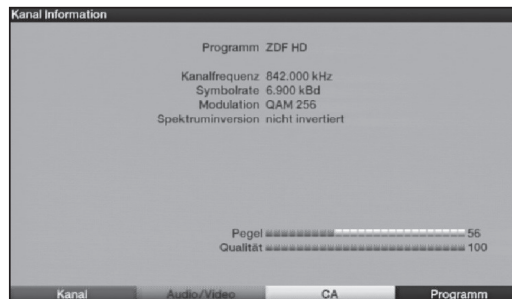 Kanal Information
Programm ZDF HD
Kanalfrequenz 842.000 kHz
Symbolrate 6.900 kBd
Modulation QAM 256
Spektruminversion nicht invertiert
Pegel 56
Qualität 100
Kanal Audio/Video CA Programm